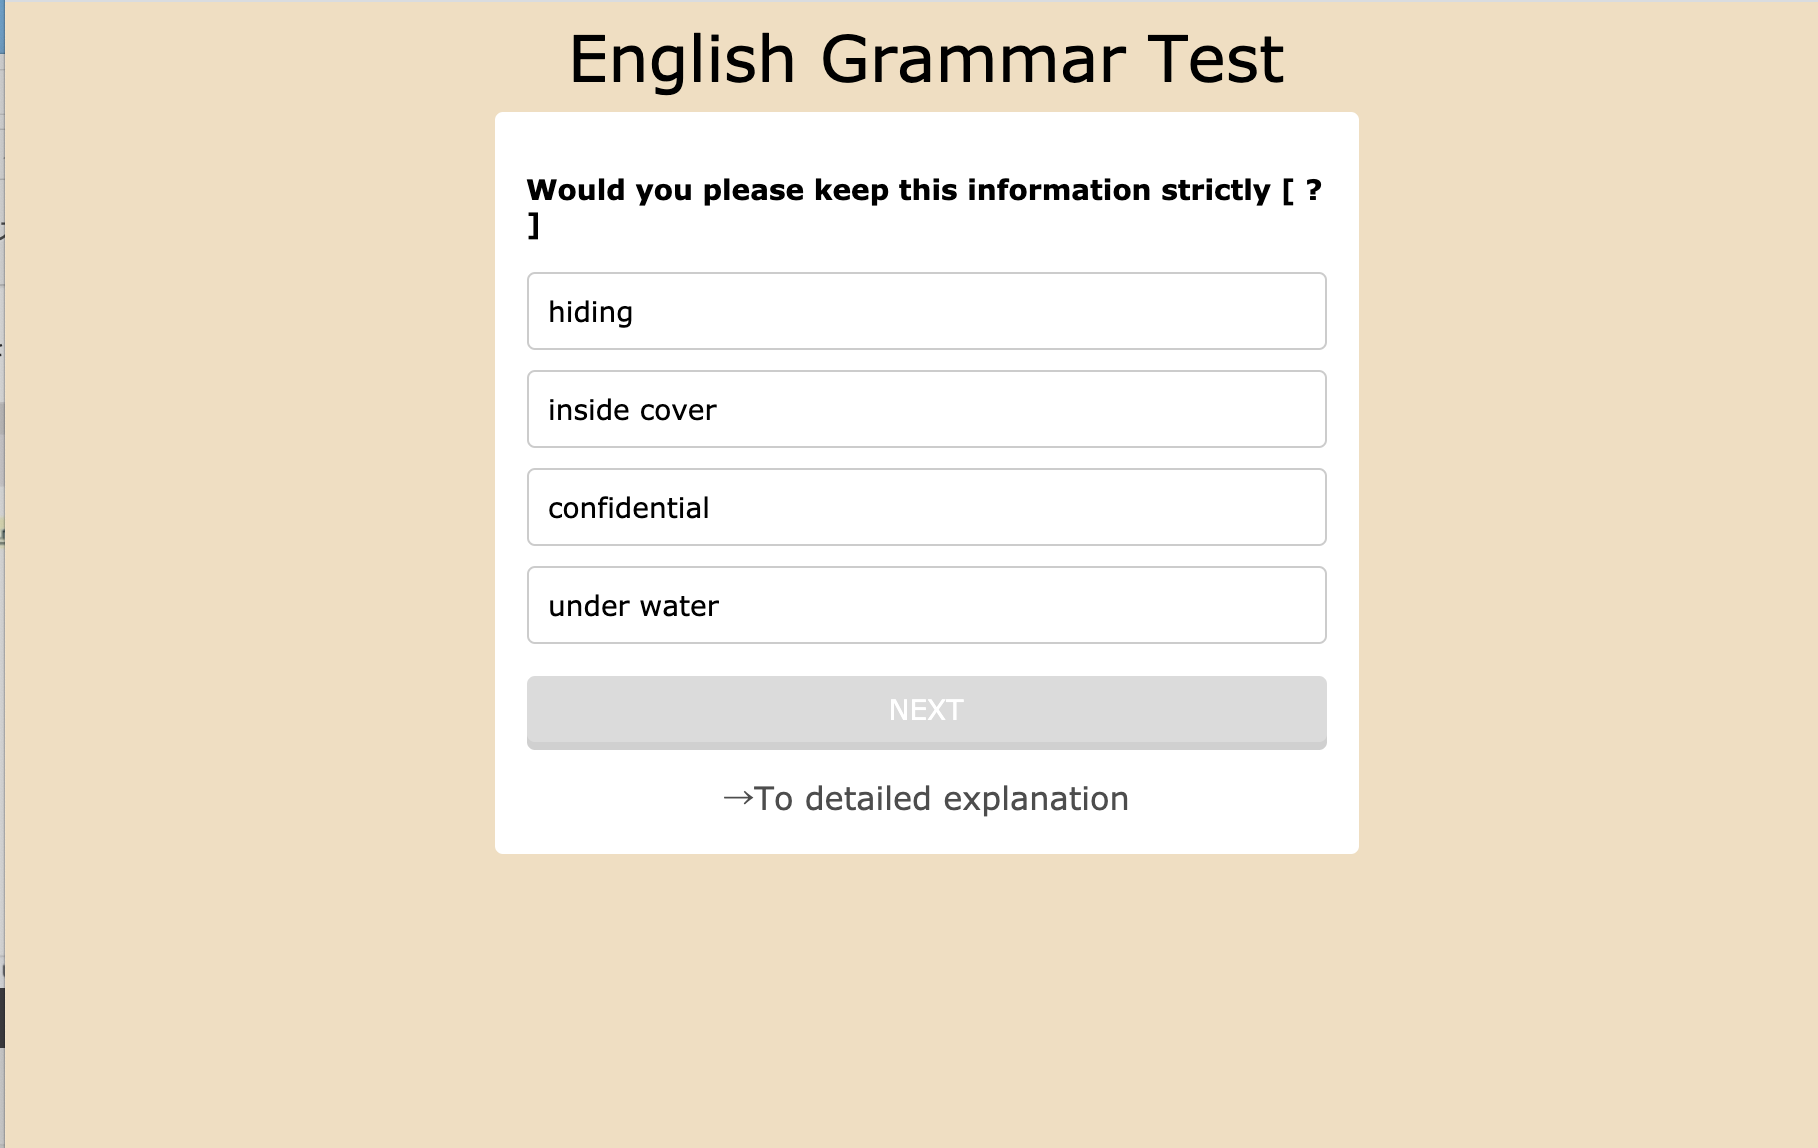 English Grammar Test
Would you please keep this information strictly [ ?
]
hiding
inside cover
confidential
under water
NEXT
→To detailed explanation